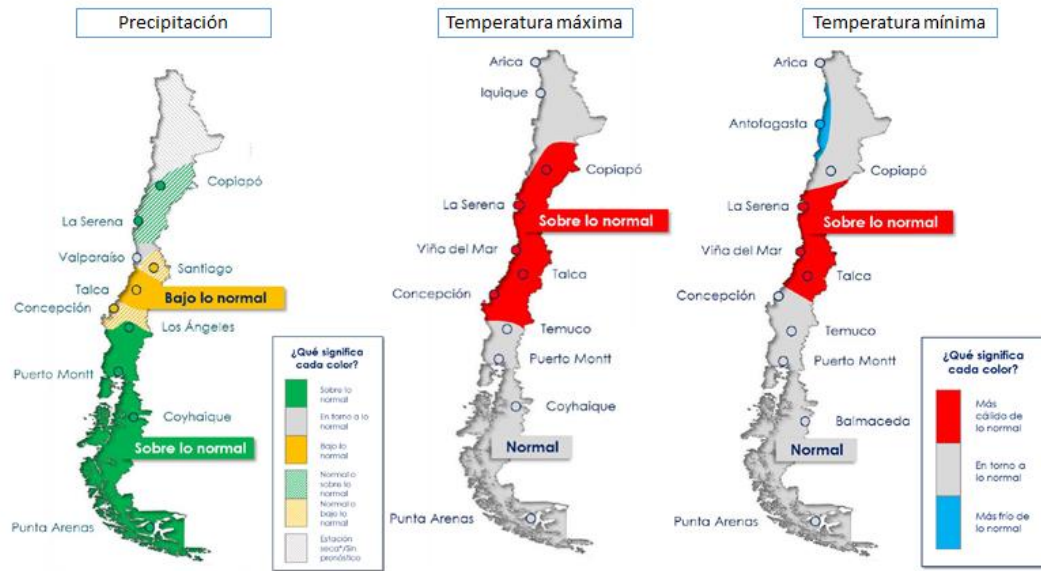 Precipitación
Copiapó
La Serena
Valparaíso
Santiago
Talca
Bajo lo normal
Concepción
Los Ángeles
Puerto Montt
Coyhaique
Sobre lo normal
Punta Arenas
¿Qué significa
cada color?
Sobre lo
normal
En torno a lo
normal
Bajo lo
normal
Normal o
sobre lo
normal
Normal o
bajo lo
normal
Estación
seca*/Sin
pronóstico
Temperatura máxima
Arica
Iquique
Copiapó
La Serena
Sobre lo normal
Viña del Mar
Talca
Concepción
Temuco
Puerto Montt
Coyhaique
Normal
Punta Arenas
Temperatura mínima
Arica
Antofagasta
Copiapó
La Serena
Sobre lo normal
Viña del Mar
Talca
Concepción
Temuco
Puerto Montt
Balmaceda
Normal
Punta Arenas
¿Qué significa
cada color?
Más
cálido de
lo normal
En torno a
lo normal
Más frío de
lo normal